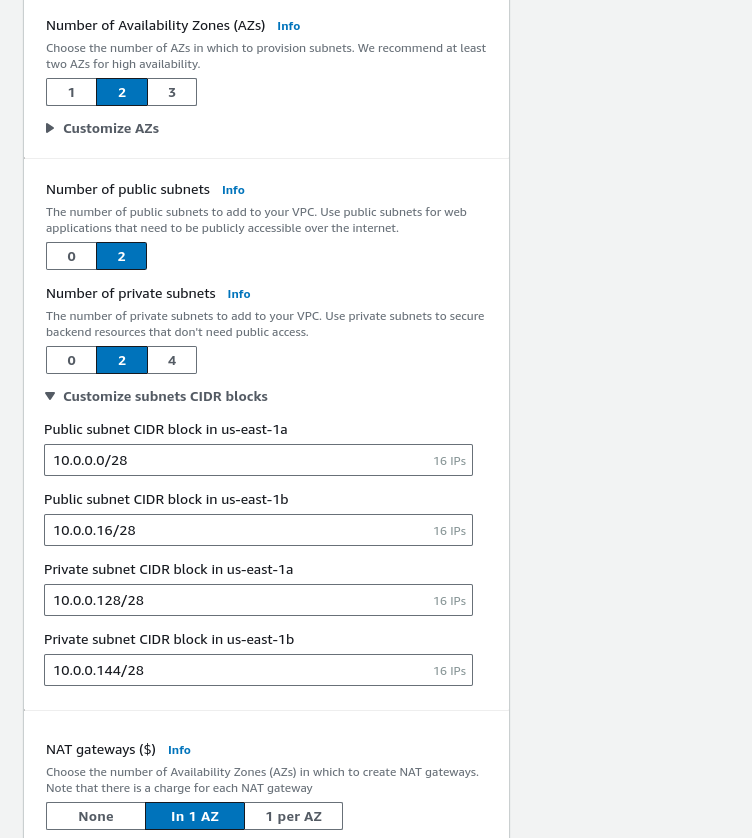 Number of Availability Zones (AZs) Info
Choose the number of AZs in which to provision subnets. We recommend at least
two AZs for high availability.
1 2 3
Customize AZs
Number of public subnets Info
The number of public subnets to add to your VPC. Use public subnets for web
applications that need to be publicly accessible over the internet.
0 2
Number of private subnets Info
The number of private subnets to add to your VPC. Use private subnets to secure
backend resources that don't need public access.
0 2 4
Customize subnets CIDR blocks
Public subnet CIDR block in us-east-1a
10.0.0.0/28 16 IPs
Public subnet CIDR block in us-east-1b
10.0.0.16/28 16 IPs
Private subnet CIDR block in us-east-1a
10.0.0.128/28 16 IPs
Private subnet CIDR block in us-east-1b
10.0.0.144/28 16 IPs
NAT gateways ($) Info
Choose the number of Availability Zones (AZs) in which to create NAT gateways.
Note that there is a charge for each NAT gateway
None In 1 AZ 1 per AZ